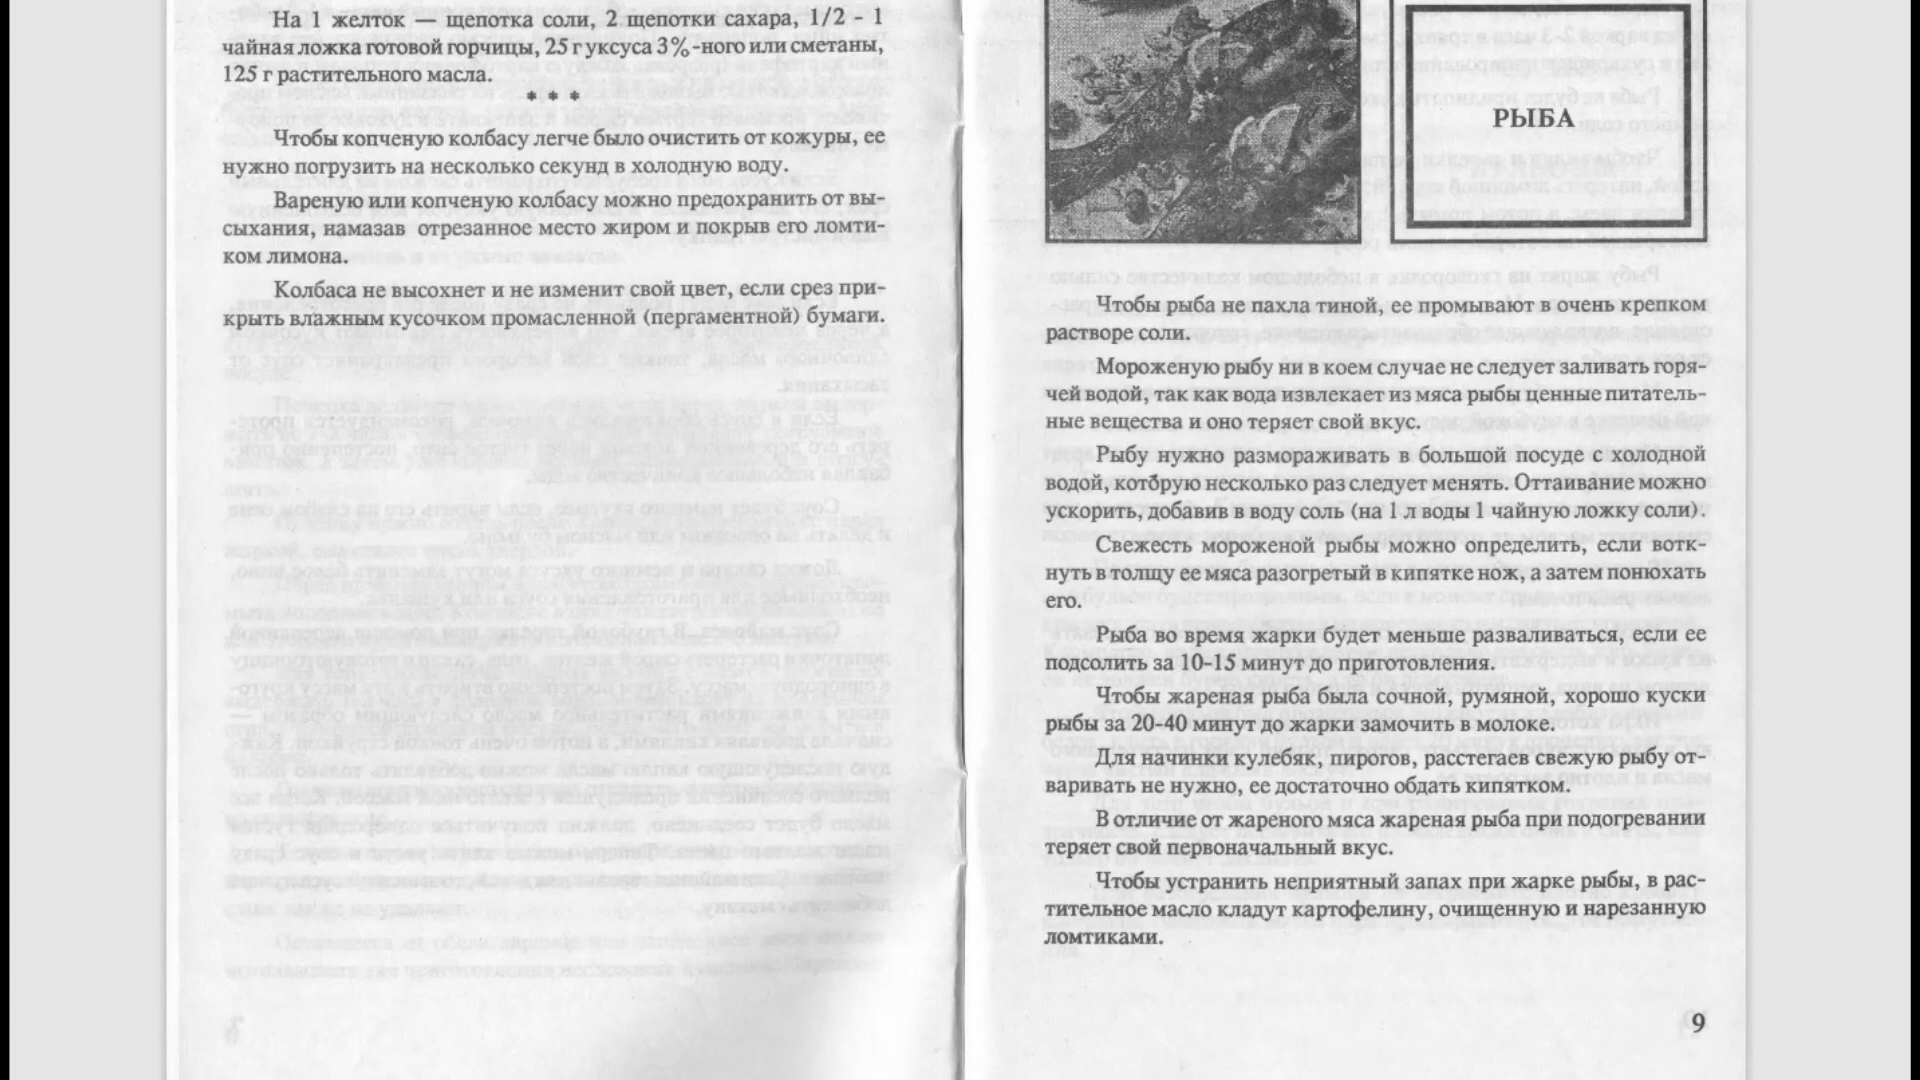 На 1 желток — щепотка соли, 2 щепотки сахара, 1/2 - 1
чайная ложка готовой горчицы, 25 г уксуса 3%-ного или сметаны,
125 г растительного масла.
* * *
Чтобы копченую колбасу легче было очистить от кожуры, ее
нужно погрузить на несколько секунд в холодную воду.
Вареную или копченую колбасу можно предохранить от вы-
сыхания, намазав отрезанное место жиром и покрыв его ломти-
ком лимона.
Колбаса не высохнет и не изменит свой цвет, если срез при-
крыть влажным кусочком промасленной (пергаментной) бумаги.
РЫБА
Чтобы рыба не пахла тиной, ее промывают в очень крепком
растворе соли.
Мороженую рыбу ни в коем случае не следует заливать горя-
чей водой, так как вода извлекает из мяса рыбы ценные питатель-
ные вещества и оно теряет свой вкус.
Рыбу нужно размораживать в большой посуде с холодной
водой, которую несколько раз следует менять. Оттаивание можно
ускорить, добавив в воду соль (на 1 л воды 1 чайную ложку соли).
Свежесть мороженой рыбы можно определить, если вотк-
нуть в толщу ее мяса разогретый в кипятке нож, а затем понюхать
его.
Рыба во время жарки будет меньше разваливаться, если ее
подсолить за 10-15 минут до приготовления.
Чтобы жареная рыба была сочной, румяной, хорошо куски
рыбы за 20-40 минут до жарки замочить в молоке.
Для начинки кулебяк, пирогов, расстегаев свежую рыбу от-
варивать не нужно, ее достаточно обдать кипятком.
В отличие от жареного мяса жареная рыба при подогревании
теряет свой первоначальный вкус.
Чтобы устранить неприятный запах при жарке рыбы, в рас-
тительное масло кладут картофелину, очищенную и нарезанную
ломтиками.
9